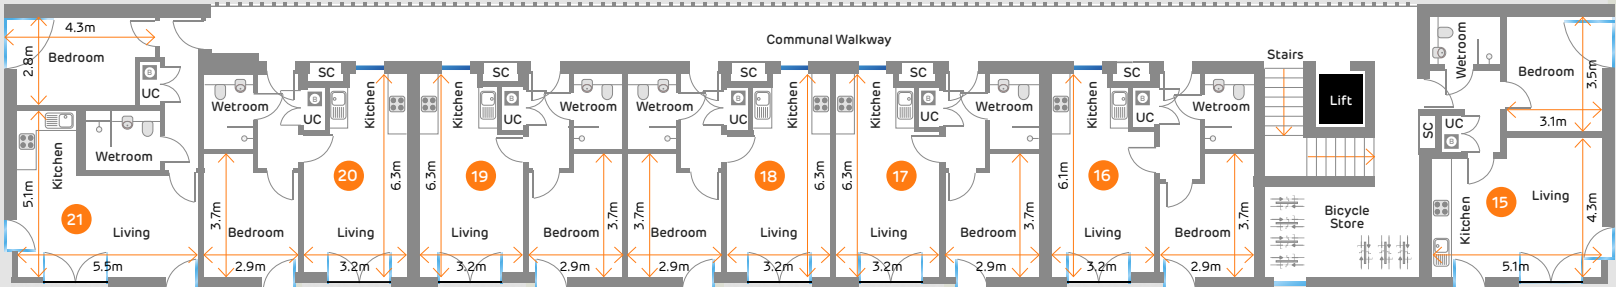 Communal Walkway
4.3m
2.8m
Bedroom
B
UC
Kitchen
Wetroom
5.1m
21
Living
5.5m
Wetroom
B
UC
SC
Kitchen
20
3.7m
6.3m
Bedroom
Living
2.9m
3.2m
Kitchen
SC
B
UC
Wetroom
6.3m
19
3.7m
Living
Bedroom
3.2m
2.9m
Wetroom
SC
B
UC
Kitchen
3.7m
18
6.3m
Bedroom
Living
2.9m
3.2m
Kitchen
SC
B
UC
Wetroom
6.3m
17
3.7m
Living
Bedroom
3.2m
2.9m
Kitchen
SC
B
UC
Wetroom
6.1m
16
3.7m
Living
Bedroom
3.2m
2.9m
Stairs
Lift
Bicycle
Store
Wetroom
Bedroom
3.5m
3.1m
SC
UC
B
Kitchen
15
Living
4.3m
5.1m